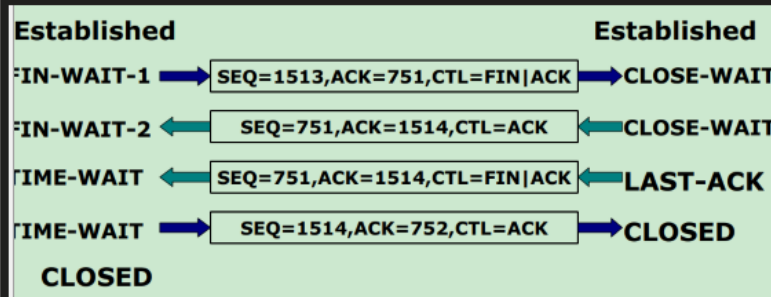 Established Established
FIN-WAIT-1 SEQ=1513,ACK=751,CTL=FIN|ACK CLOSE-WAIT
FIN-WAIT-2 SEQ=751,ACK=1514,CTL=ACK CLOSE-WAIT
TIME-WAIT SEQ=751,ACK=1514,CTL=FIN|ACK LAST-ACK
TIME-WAIT SEQ=1514,ACK=752,CTL=ACK CLOSED
CLOSED